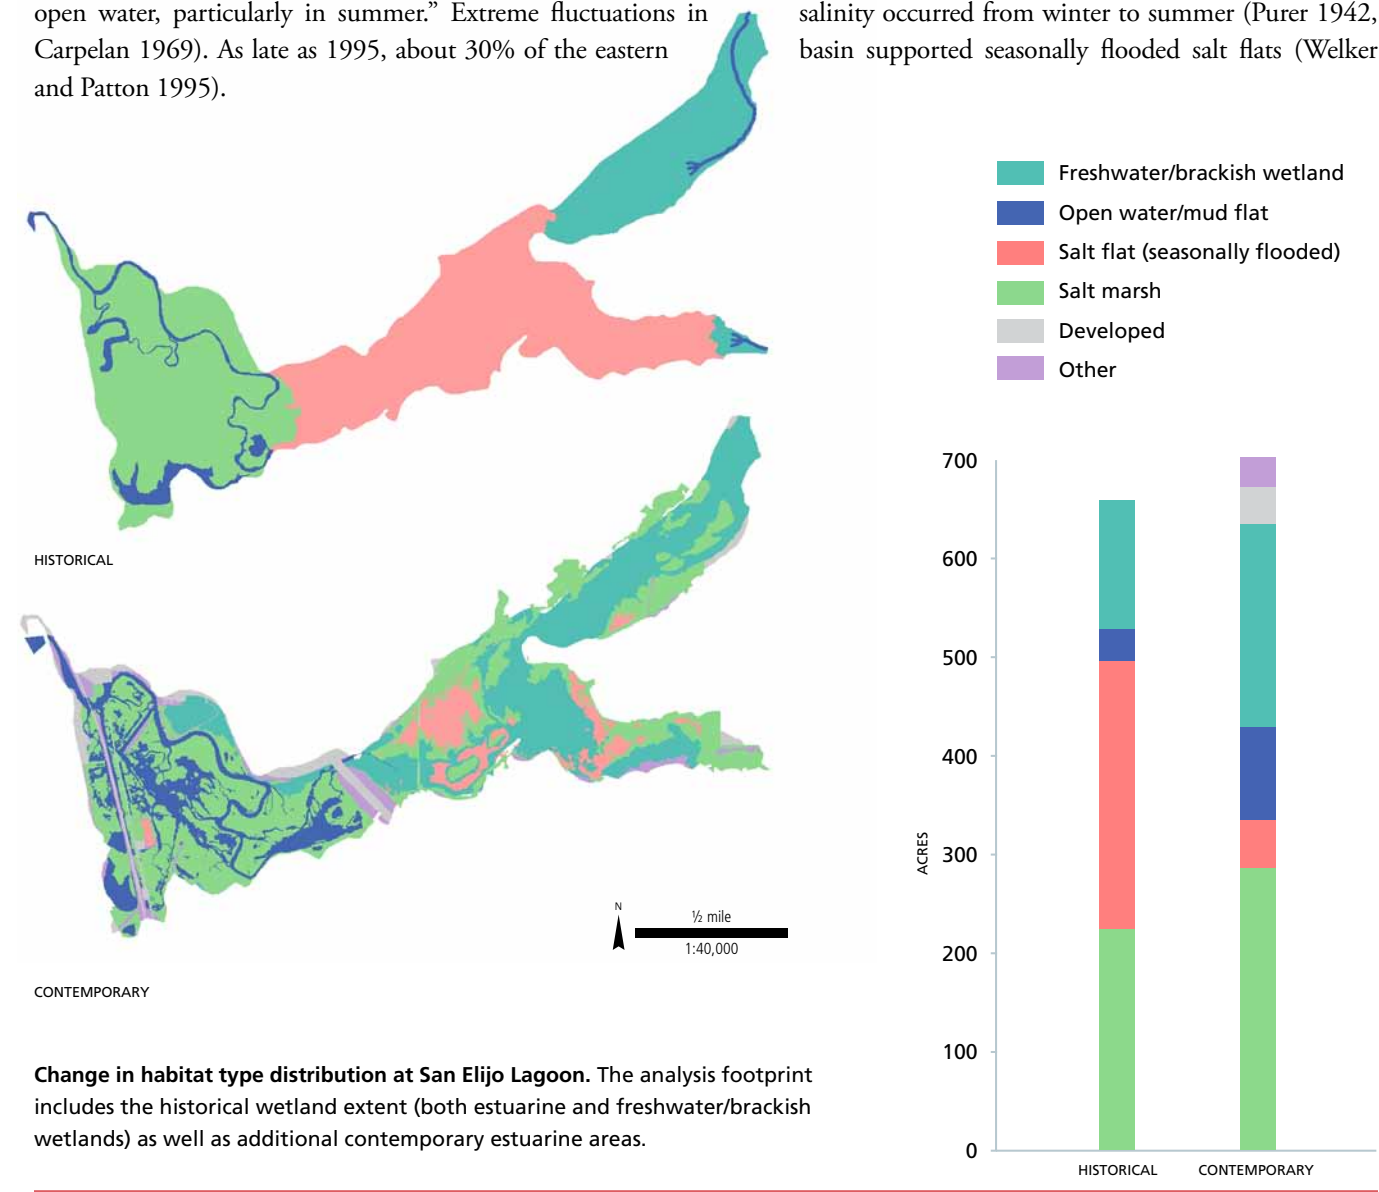 open water, particularly in summer.” Extreme fluctuations in
Carpelan 1969). As late as 1995, about 30% of the eastern
and Patton 1995).
salinity occurred from winter to summer (Purer 1942,
basin supported seasonally flooded salt flats (Welker
Freshwater/brackish wetland
Open water/mud flat
Salt flat (seasonally flooded)
Salt marsh
Developed
Other
HISTORICAL
N
½ mile
1:40,000
CONTEMPORARY
700
600
500
400
300
200
100
0
ACRES
HISTORICAL
CONTEMPORARY
Change in habitat type distribution at San Elijo Lagoon. The analysis footprint
includes the historical wetland extent (both estuarine and freshwater/brackish
wetlands) as well as additional contemporary estuarine areas.